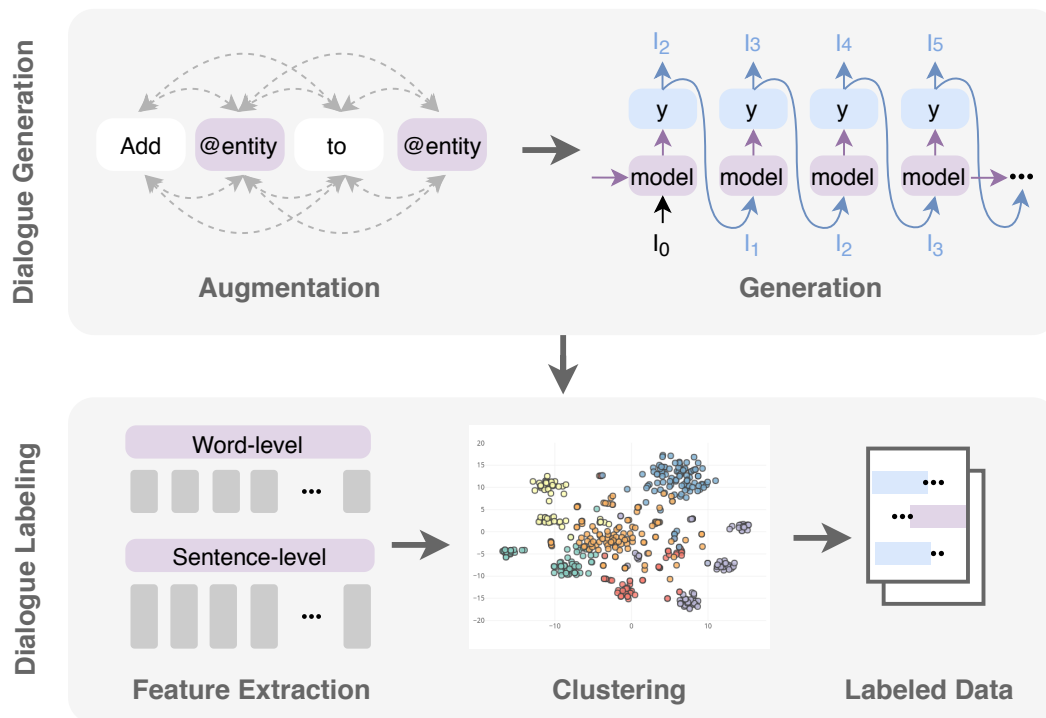 Dialogue Generation
Add @entity to @entity
Augmentation
I2 I3 I4 I5
y y y y
model model model model ...
I0 I1 I2 I3
Generation
Dialogue Labeling
Word-level
...
Sentence-level
...
Feature Extraction
20
15
10
5
0
−5
−10
−15
−20
−10 0 10
Clustering
...
...
...
Labeled Data